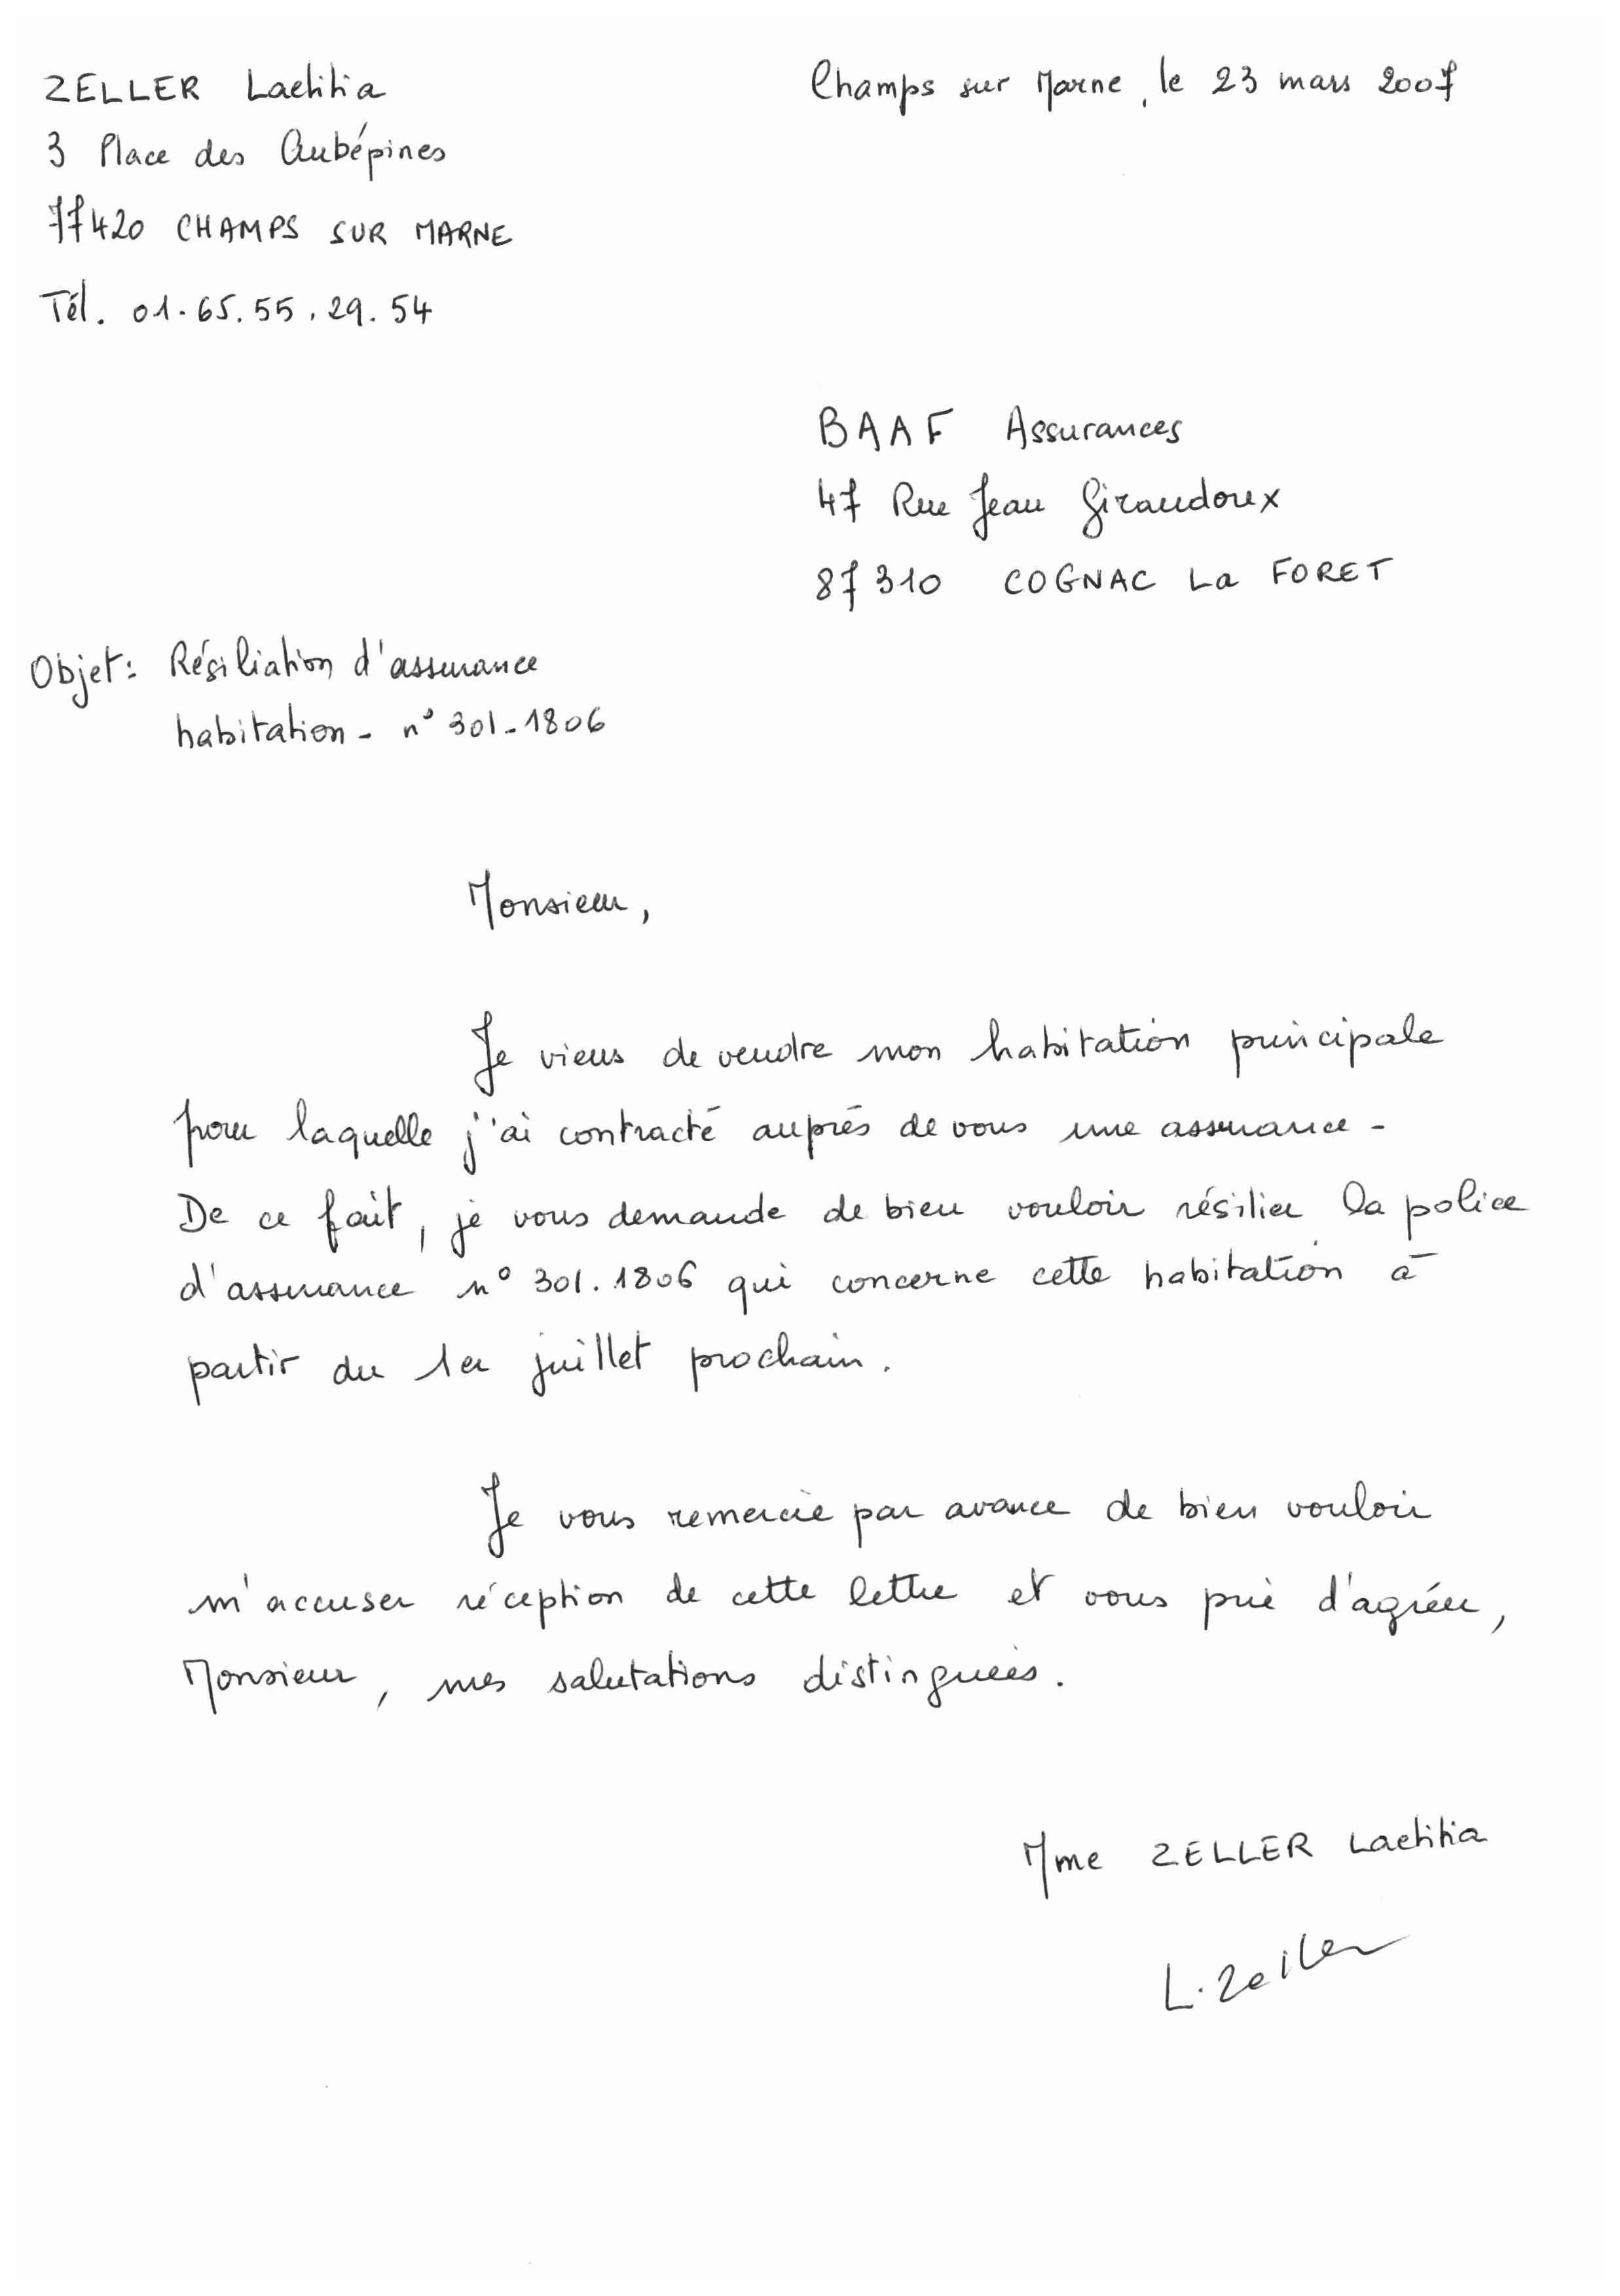 ZELLER Laetitia
Champs sur Marne, le 23 mars 2007
3 Place des Aubépines
77420 CHAMPS SUR MARNE
Tél. 01.65.55.29.54
BAAF Assurances
47 Rue Jean Giraudoux
87310 COGNAC La FORET
Objet: Résiliation d'assurance
habitation - n° 301-1806
Monsieur,
Je viens de vendre mon habitation principale
pour laquelle j'ai contracté auprès de vous une assurance -
De ce fait, je vous demande de bien vouloir résilier la police
d'assurance n° 301.1806 qui concerne cette habitation à
partir du 1er juillet prochain.
Je vous remercie par avance de bien vouloir
m'accuser réception de cette lettre et vous prie d'agréer,
Monsieur, mes salutations distinguées.
Mme ZELLER Laetitia
L. Zeller